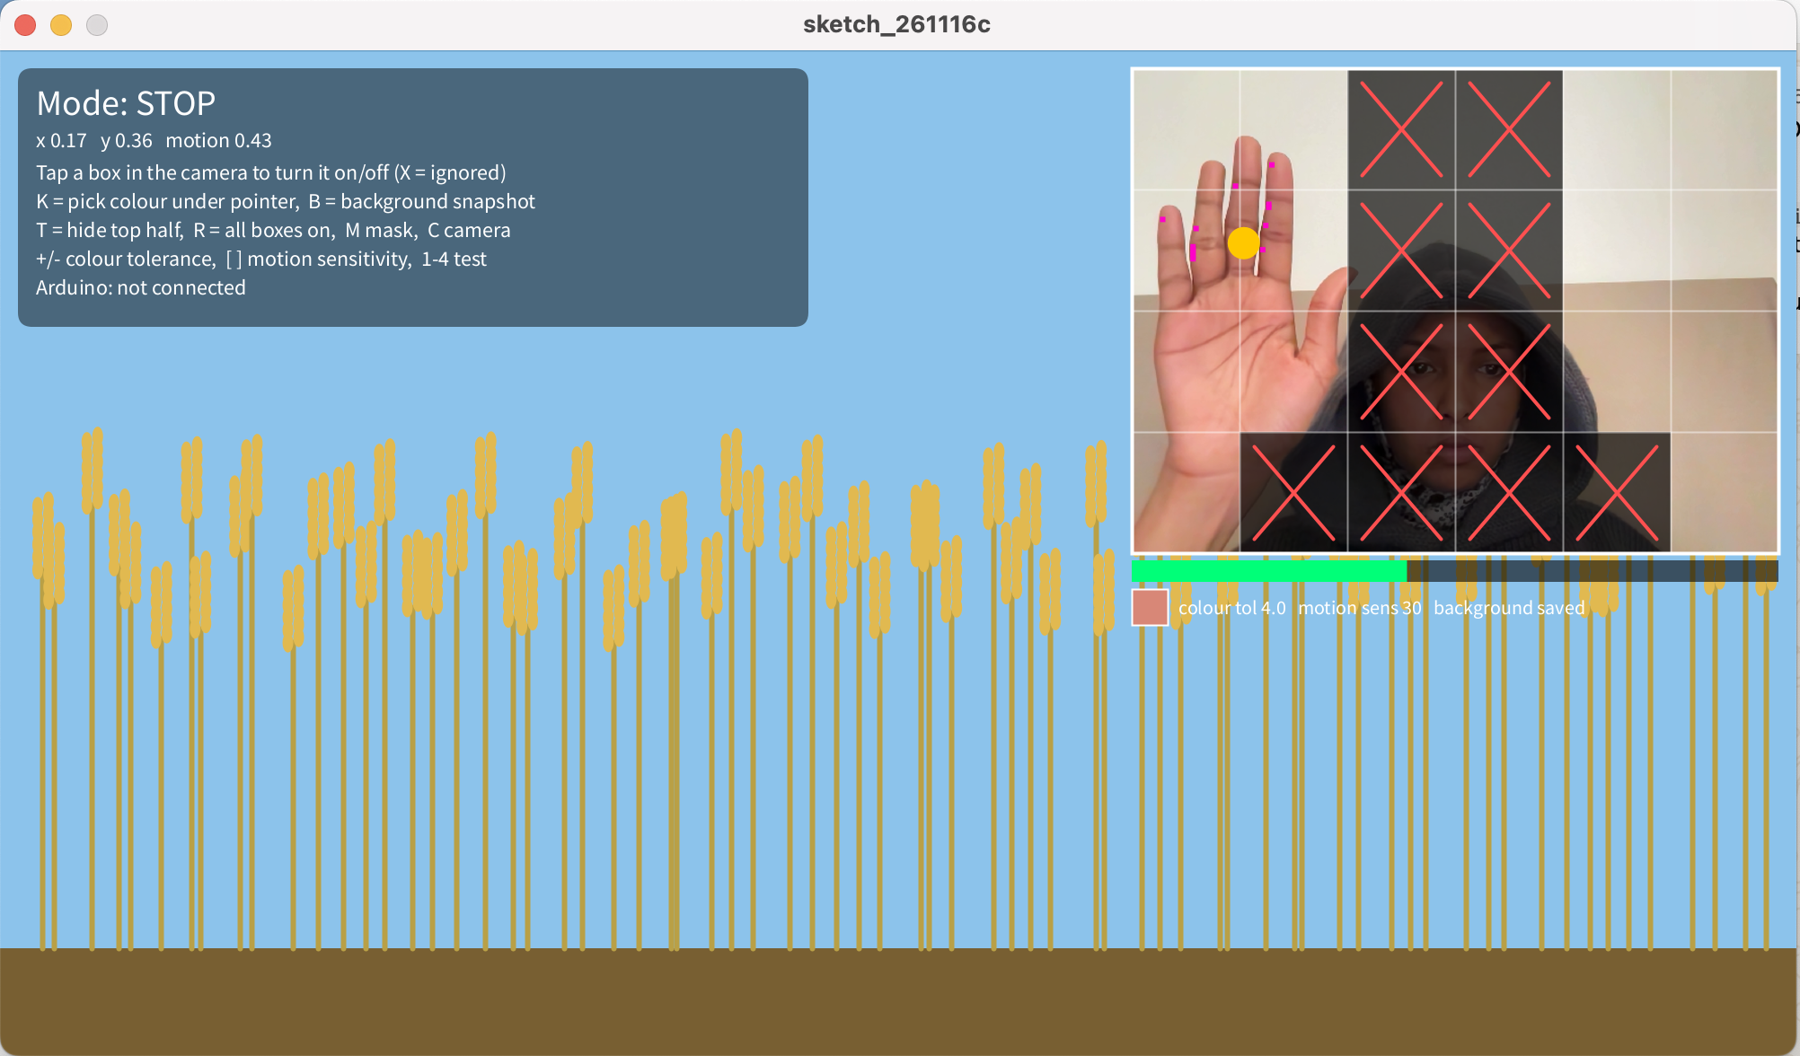 sketch_261116c
Mode: STOP
x 0.17 y 0.36 motion 0.43
Tap a box in the camera to turn it on/off (X = ignored)
K = pick colour under pointer, B = background snapshot
T = hide top half, R = all boxes on, M mask, C camera
+/- colour tolerance, [ ] motion sensitivity, 1-4 test
Arduino: not connected
colour tol 4.0 motion sens 30 background saved